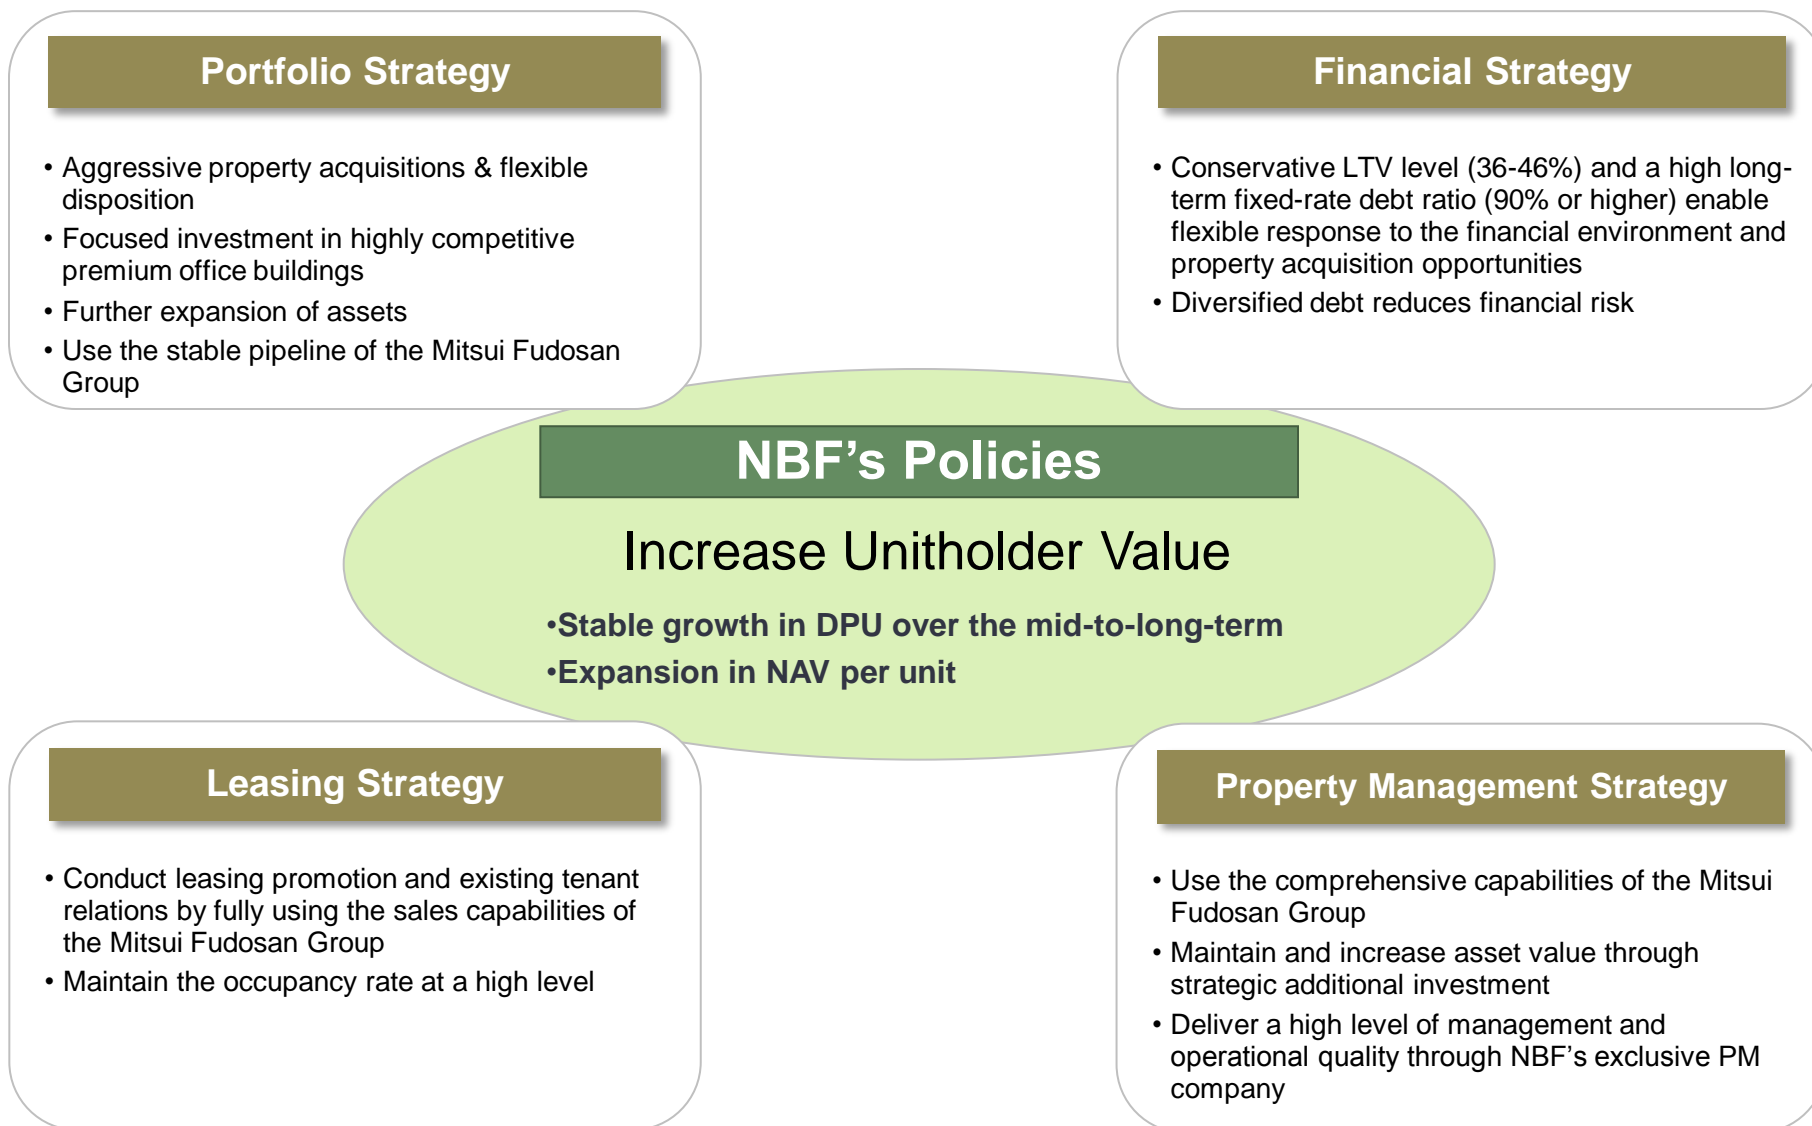 Portfolio Strategy
• Aggressive property acquisitions & flexible
disposition
• Focused investment in highly competitive
premium office buildings
• Further expansion of assets
• Use the stable pipeline of the Mitsui Fudosan
Group
Financial Strategy
• Conservative LTV level (36-46%) and a high long-
term fixed-rate debt ratio (90% or higher) enable
flexible response to the financial environment and
property acquisition opportunities
• Diversified debt reduces financial risk
NBF’s Policies
Increase Unitholder Value
•Stable growth in DPU over the mid-to-long-term
•Expansion in NAV per unit
Leasing Strategy
• Conduct leasing promotion and existing tenant
relations by fully using the sales capabilities of
the Mitsui Fudosan Group
• Maintain the occupancy rate at a high level
Property Management Strategy
• Use the comprehensive capabilities of the Mitsui
Fudosan Group
• Maintain and increase asset value through
strategic additional investment
• Deliver a high level of management and
operational quality through NBF’s exclusive PM
company